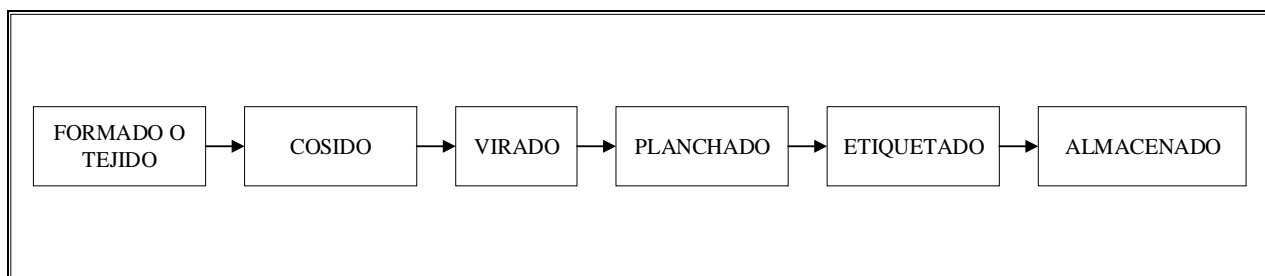 FORMADO O
TEJIDO
COSIDO
VIRADO
PLANCHADO
ETIQUETADO
ALMACENADO